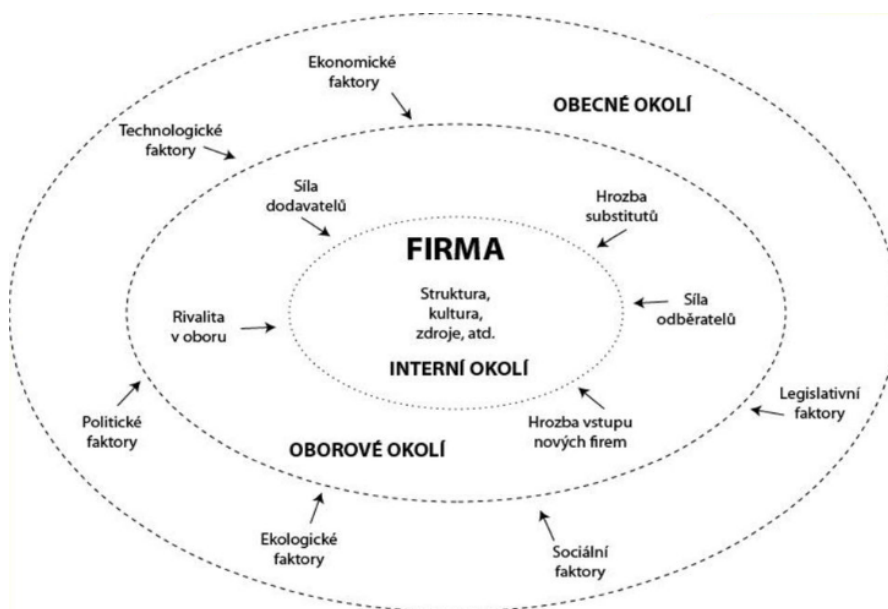 Ekonomické
faktory
OBECNÉ OKOLÍ
Technologické
faktory
Síla
dodavatelů
Hrozba
substitutů
FIRMA
Struktura,
kultura,
zdroje, atd.
Rivalita
v oboru
Síla
odběratelů
INTERNÍ OKOLÍ
Politické
faktory
OBOROVÉ OKOLÍ
Hrozba vstupu
nových firem
Legislativní
faktory
Ekologické
faktory
Sociální
faktory